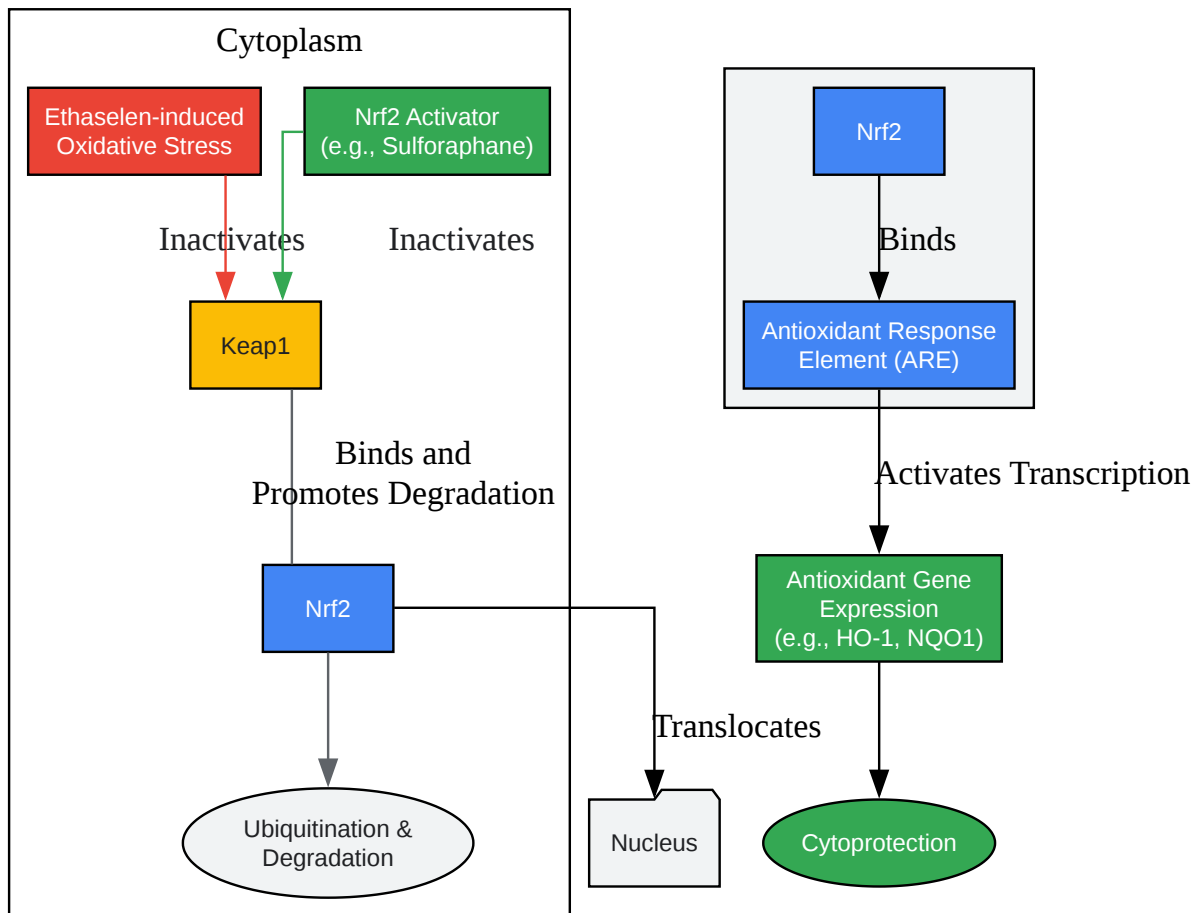 Cytoplasm
Ethaselen-induced
Oxidative Stress
Nrf2 Activator
(e.g., Sulforaphane)
Inactivates
Inactivates
Keap1
Binds and
Promotes Degradation
Nrf2
Ubiquitination &
Degradation
Translocates
Nucleus
Nrf2
Binds
Antioxidant Response
Element (ARE)
Activates Transcription
Antioxidant Gene
Expression
(e.g., HO-1, NQO1)
Cytoprotection